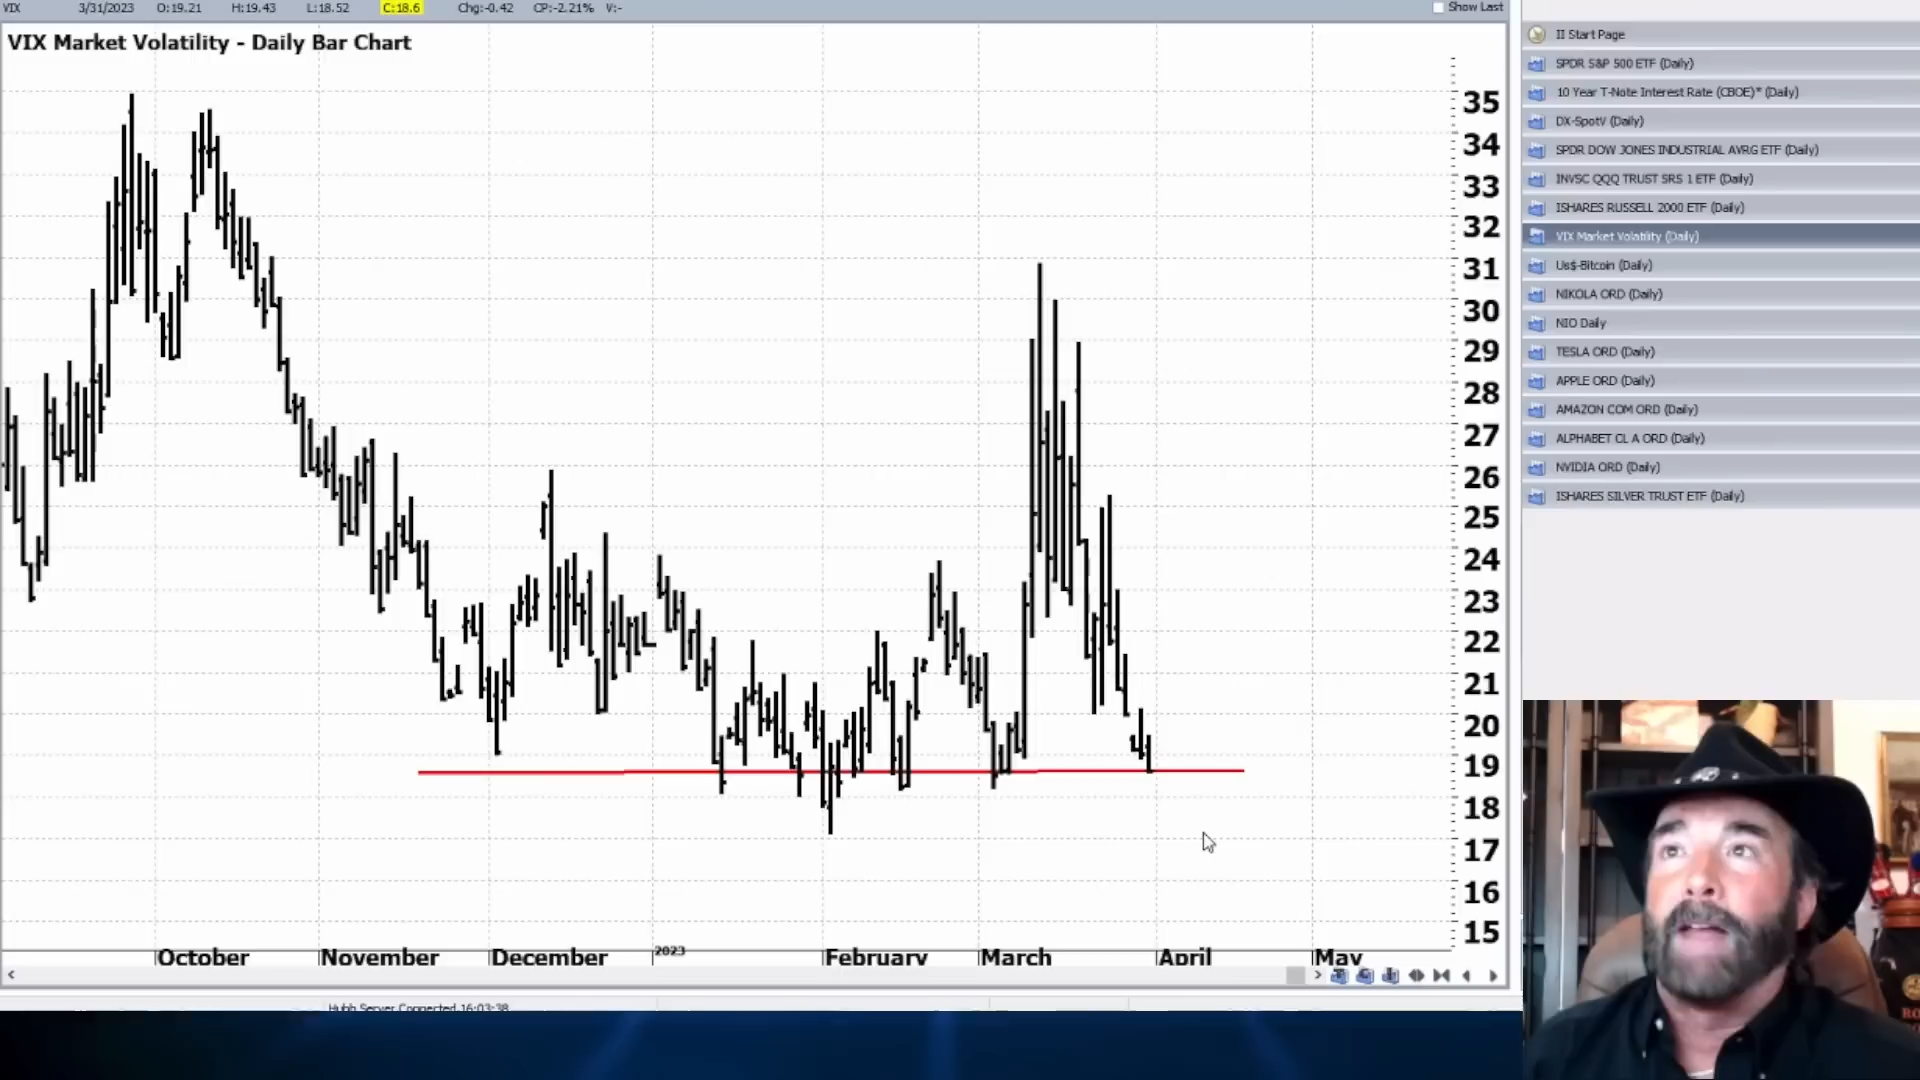 VIX 3/31/2023 O:19.21 H:19.43 L:18.52 C:18.6 Chg:-0.42 CP:-2.21% V:- Show Last
VIX Market Volatility - Daily Bar Chart
35
34
33
32
31
30
29
28
27
26
25
24
23
22
21
20
19
18
17
16
15
October November December 2023 February March April May
Hubb Server Connected 16:03:38
II Start Page
SPDR S&P 500 ETF (Daily)
10 Year T-Note Interest Rate (CBOE)* (Daily)
DX-SpotV (Daily)
SPDR DOW JONES INDUSTRIAL AVRG ETF (Daily)
INVSC QQQ TRUST SRS 1 ETF (Daily)
ISHARES RUSSELL 2000 ETF (Daily)
VIX Market Volatility (Daily)
Us$-Bitcoin (Daily)
NIKOLA ORD (Daily)
NIO Daily
TESLA ORD (Daily)
APPLE ORD (Daily)
AMAZON COM ORD (Daily)
ALPHABET CL A ORD (Daily)
NVIDIA ORD (Daily)
ISHARES SILVER TRUST ETF (Daily)